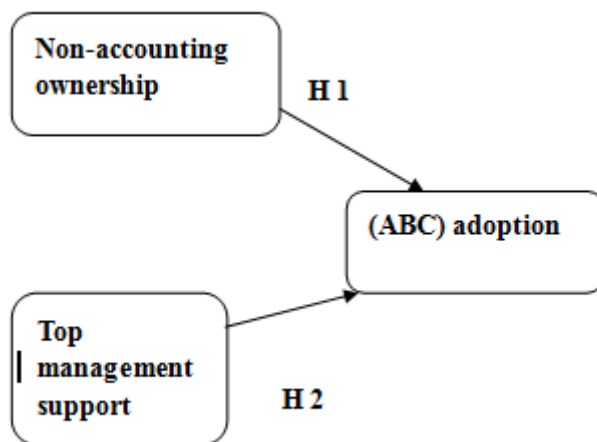 Non-accounting
ownership
H 1
(ABC) adoption
Top
management
support
H 2